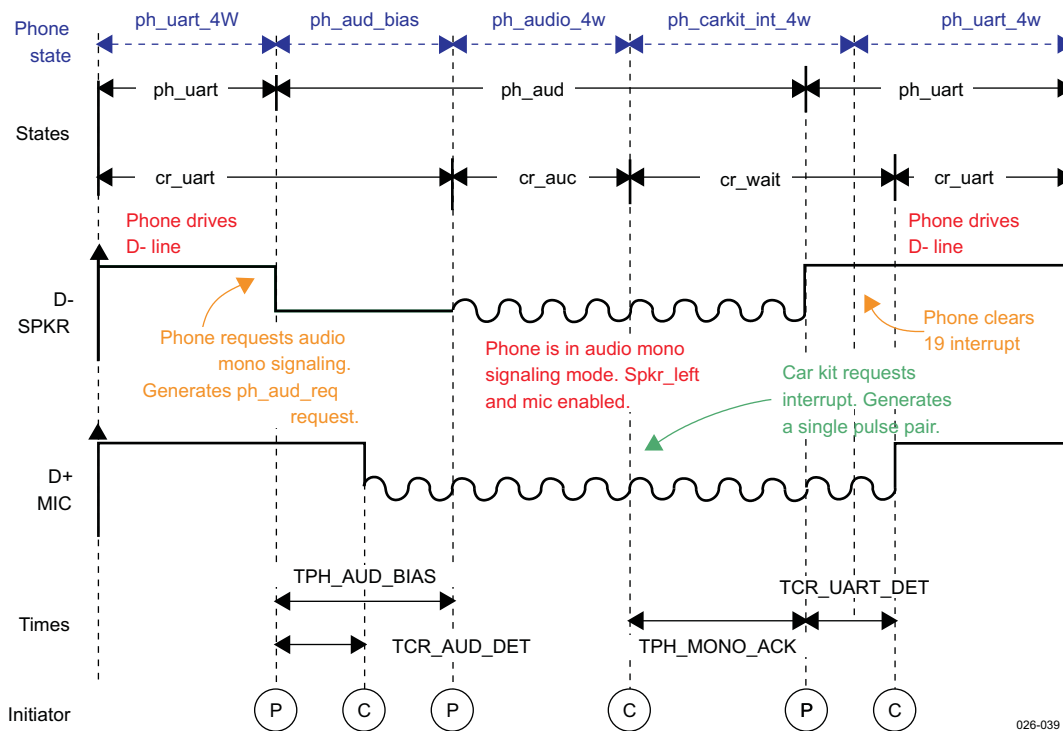 Phone
state
ph_uart_4W
ph_aud_bias
ph_audio_4w
ph_carkit_int_4w
ph_uart_4w
States
ph_uart
ph_aud
ph_uart
cr_uart
cr_auc
cr_wait
cr_uart
Phone drives
D- line
Phone drives
D- line
D-
SPKR
Phone requests audio
mono signaling.
Generates ph_aud_req
request.
Phone is in audio mono
signaling mode. Spkr_left
and mic enabled.
Car kit requests
interrupt. Generates
a single pulse pair.
Phone clears
19 interrupt
D+
MIC
Times
TPH_AUD_BIAS
TCR_AUD_DET
TPH_MONO_ACK
TCR_UART_DET
Initiator
P
C
P
C
P
C
026-039